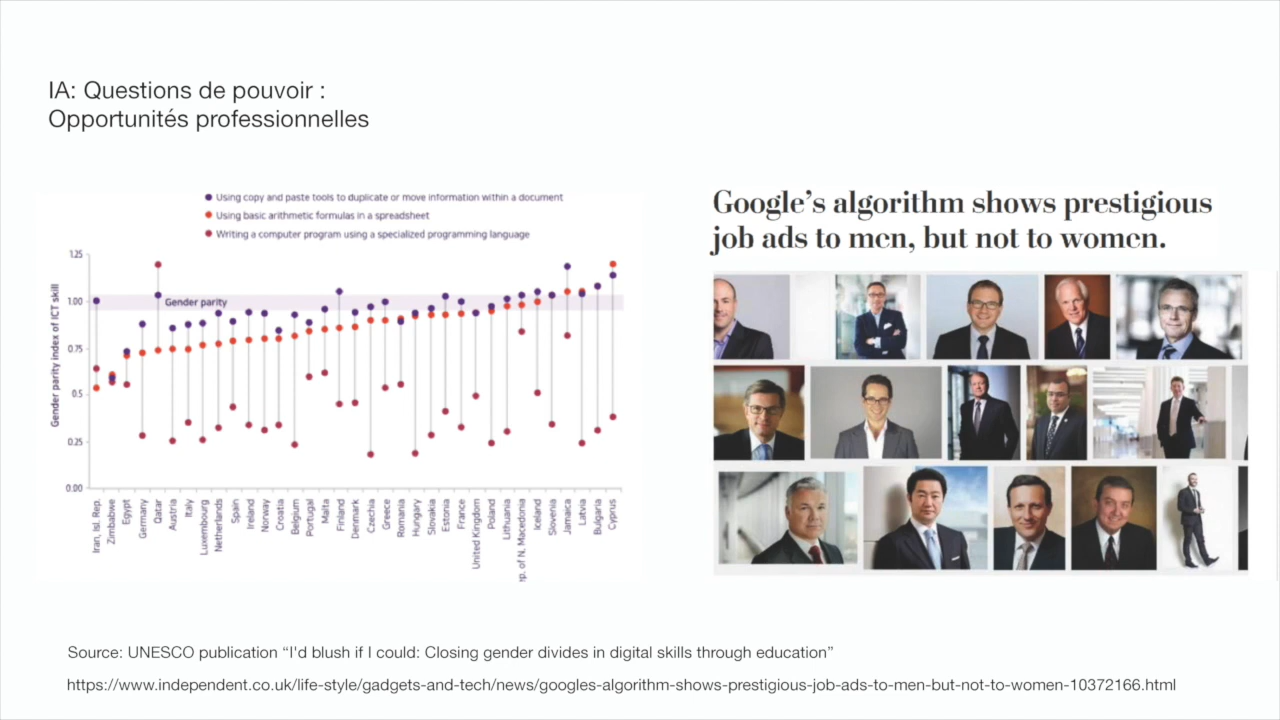 IA: Questions de pouvoir :
Opportunités professionnelles
Using copy and paste tools to duplicate or move information within a document
Using basic arithmetic formulas in a spreadsheet
Writing a computer program using a specialized programming language
Gender parity index of ICT skill
1.25
1.00
0.75
0.5
0.25
0.00
Gender parity
Iran, Isl. Rep.
Zimbabwe
Egypt
Germany
Qatar
Austria
Italy
Luxembourg
Netherlands
Spain
Ireland
Norway
Croatia
Belgium
Portugal
Malta
Finland
Denmark
Czechia
Greece
Romania
Hungary
Slovakia
Estonia
France
United Kingdom
Poland
Lithuania
ep. of N. Macedonia
Iceland
Slovenia
Jamaica
Latvia
Bulgaria
Cyprus
Google's algorithm shows prestigious
job ads to men, but not to women.
Source: UNESCO publication “I'd blush if I could: Closing gender divides in digital skills through education”
https://www.independent.co.uk/life-style/gadgets-and-tech/news/googles-algorithm-shows-prestigious-job-ads-to-men-but-not-to-women-10372166.html